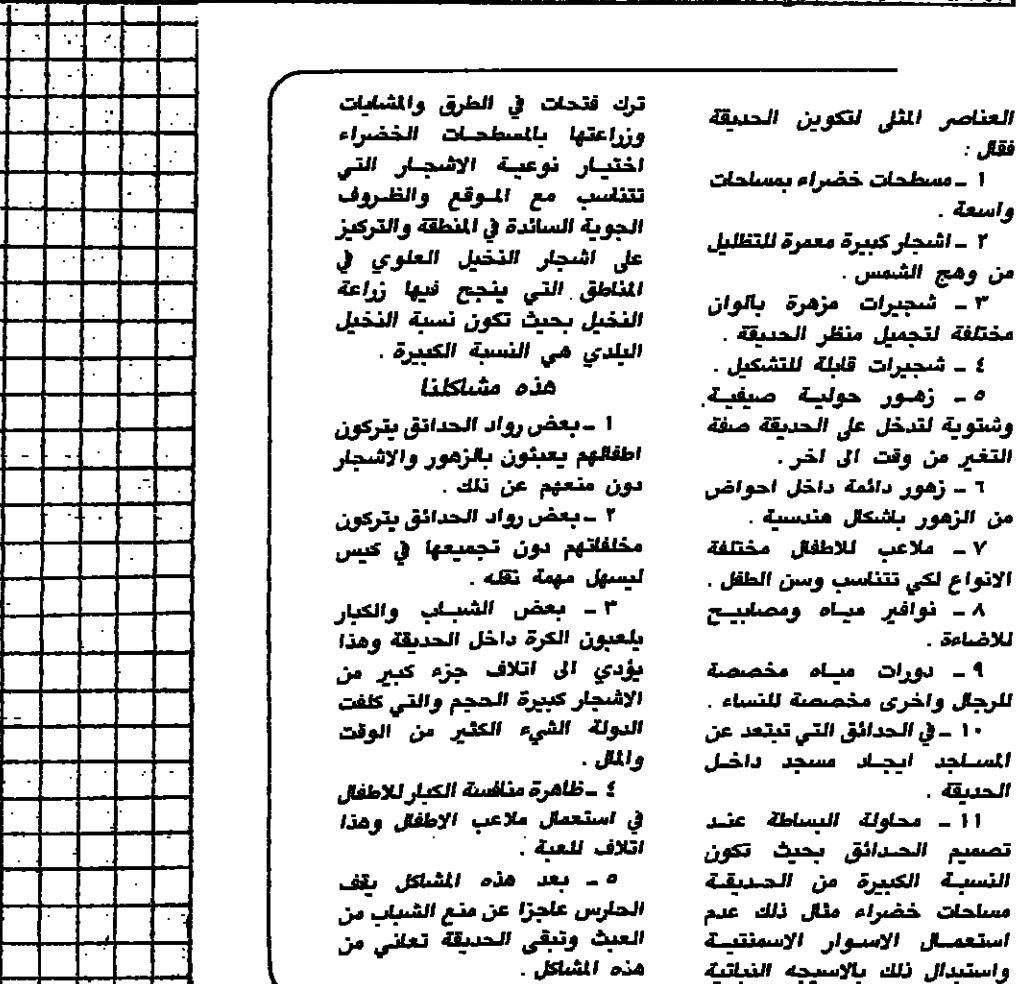 العناصر المثلى لتكوين الحديقة
فقال :
١ ـ مسطحات خضراء بمساحات
واسعة .
٢ ـ اشجار كبيرة معمرة للتظليل
من وهج الشمس .
٣ ـ شجيرات مزهرة بالوان
مختلفة لتجميل منظر الحديقة .
٤ ـ شجيرات قابلة للتشكيل .
٥ ـ زهور حولية صيفية
وشتوية لتدخل على الحديقة صفة
التغير من وقت الى اخر .
٦ ـ زهور دائمة داخل احواض
من الزهور باشكال هندسية .
٧ ـ ملاعب للاطفال مختلفة
الانواع لكي تتناسب وسن الطفل .
٨ ـ نوافير مياه ومصابيح
للاضاءة .
٩ ـ دورات مياه مخصصة
للرجال واخرى مخصصة للنساء .
١٠ ـ في الحدائق التي تبتعد عن
المساجد ايجاد مسجد داخل
الحديقة .
١١ ـ محاولة البساطة عند
تصميم الحدائق بحيث تكون
النسبة الكبيرة من الحديقة
مساحات خضراء مثال ذلك عدم
استعمال الاسوار الاسمنتية
واستبدال ذلك بالاسيجه النباتية
ترك فتحات في الطرق والمشايات
وزراعتها بالمسطحات الخضراء
اختيار نوعية الاشجار التي
تتناسب مع الموقع والظروف
الجوية السائدة في المنطقة والتركيز
على اشجار النخيل العلوي في
المناطق التي ينجح فيها زراعة
النخيل بحيث تكون نسبة النخيل
البلدي هي النسبة الكبيرة .
هذه مشاكلنا
١ ـ بعض رواد الحدائق يتركون
اطفالهم يعبثون بالزهور والاشجار
دون منعهم عن ذلك .
٢ ـ بعض رواد الحدائق يتركون
مخلفاتهم دون تجميعها في كيس
ليسهل مهمة نقله .
٣ ـ بعض الشباب والكبار
يلعبون الكرة داخل الحديقة وهذا
يؤدي الى اتلاف جزء كبير من
الاشجار كبيرة الحجم والتي كلفت
الدولة الشيء الكثير من الوقت
والمال .
٤ ـ ظاهرة منافسة الكبار للاطفال
في استعمال ملاعب الاطفال وهذا
اتلاف للعبة .
٥ ـ بعد هذه المشاكل يقف
الحارس عاجزا عن منع الشباب من
العبث وتبقى الحديقة تعاني من
هذه المشاكل .